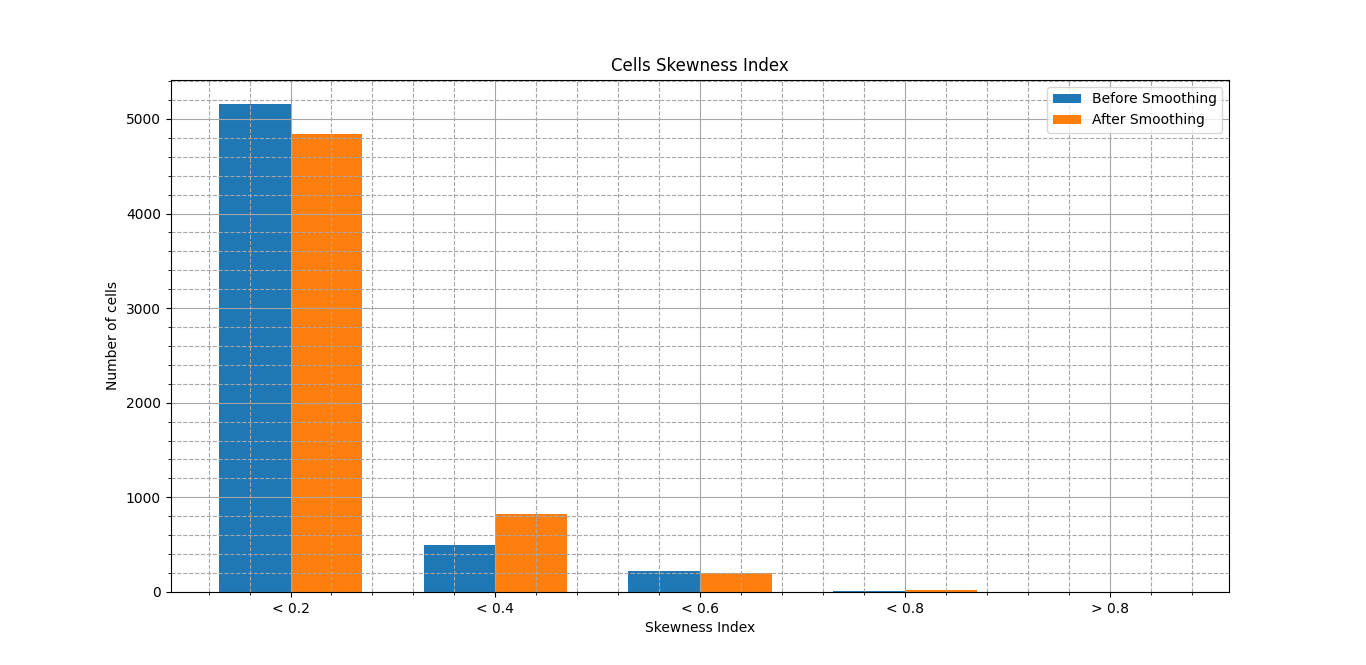 Cells Skewness Index
Before Smoothing
After Smoothing
Number of cells
5000
4000
3000
2000
1000
0
< 0.2
< 0.4
< 0.6
< 0.8
> 0.8
Skewness Index